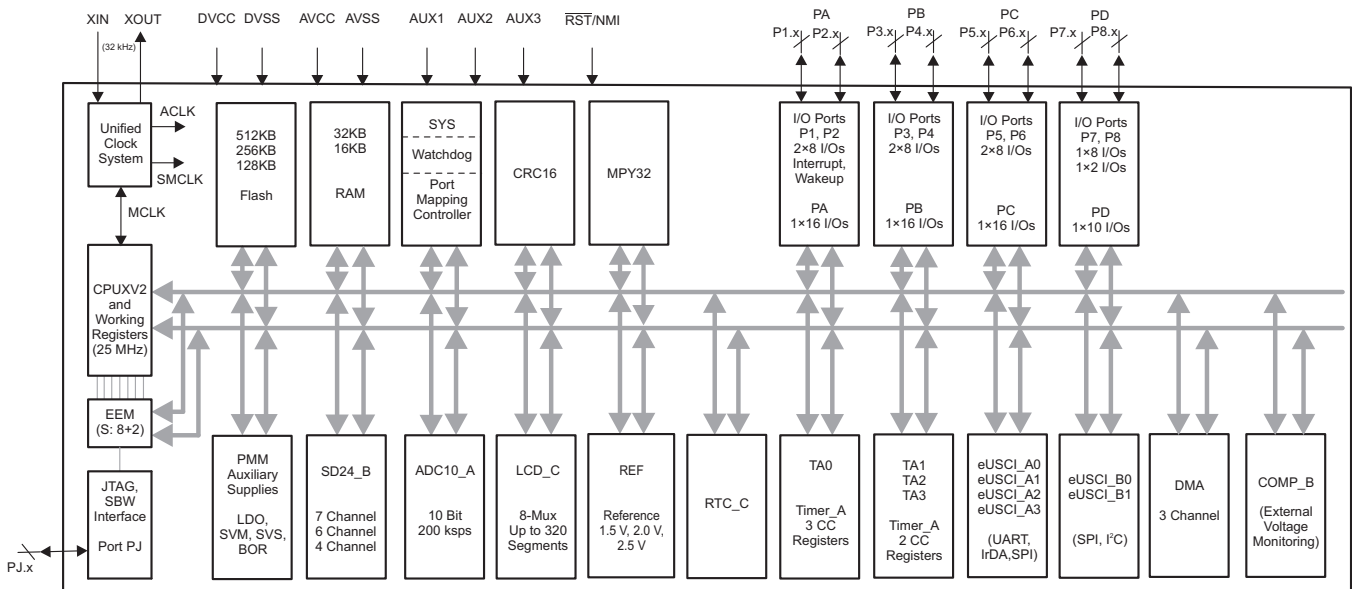 XIN
XOUT
(32 kHz)
DVCC
DVSS
AVCC
AVSS
AUX1
AUX2
AUX3
RST/NMI
PA
P1.x
P2.x
PB
P3.x
P4.x
PC
P5.x
P6.x
PD
P7.x
P8.x
Unified
Clock
System
ACLK
SMCLK
MCLK
512KB
256KB
128KB
Flash
32KB
16KB
RAM
SYS
Watchdog
Port
Mapping
Controller
CRC16
MPY32
I/O Ports
P1, P2
2×8 I/Os
Interrupt,
Wakeup
PA
1×16 I/Os
I/O Ports
P3, P4
2×8 I/Os
PB
1×16 I/Os
I/O Ports
P5, P6
2×8 I/Os
PC
1×16 I/Os
I/O Ports
P7, P8
1×8 I/Os
1×2 I/Os
PD
1×10 I/Os
CPUXV2
and
Working
Registers
(25 MHz)
EEM
(S: 8+2)
JTAG,
SBW
Interface
Port PJ
PJ.x
PMM
Auxiliary
Supplies
LDO,
SVM, SVS,
BOR
SD24_B
7 Channel
6 Channel
4 Channel
ADC10_A
10 Bit
200 ksps
LCD_C
8-Mux
Up to 320
Segments
REF
Reference
1.5 V, 2.0 V,
2.5 V
RTC_C
TA0
Timer_A
3 CC
Registers
TA1
TA2
TA3
Timer_A
2 CC
Registers
eUSCI_A0
eUSCI_A1
eUSCI_A2
eUSCI_A3
(UART,
IrDA,SPI)
eUSCI_B0
eUSCI_B1
(SPI, I²C)
DMA
3 Channel
COMP_B
(External
Voltage
Monitoring)